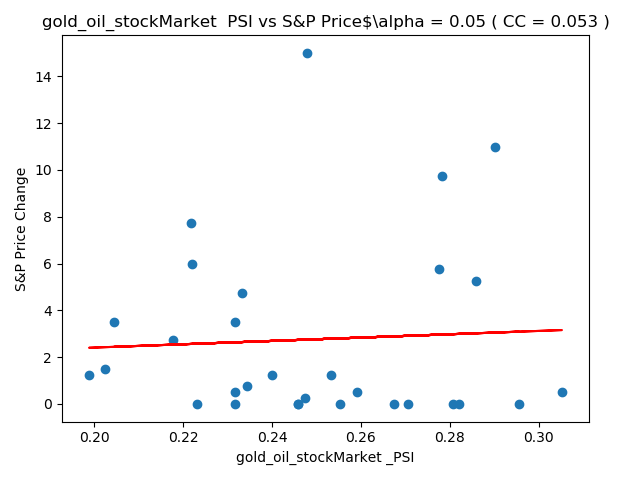 gold_oil_stockMarket  PSI vs S&P Price$\alpha = 0.05 ( CC = 0.053 )
14
12
10
8
6
4
2
0
S&P Price Change
0.20 0.22 0.24 0.26 0.28 0.30
gold_oil_stockMarket _PSI